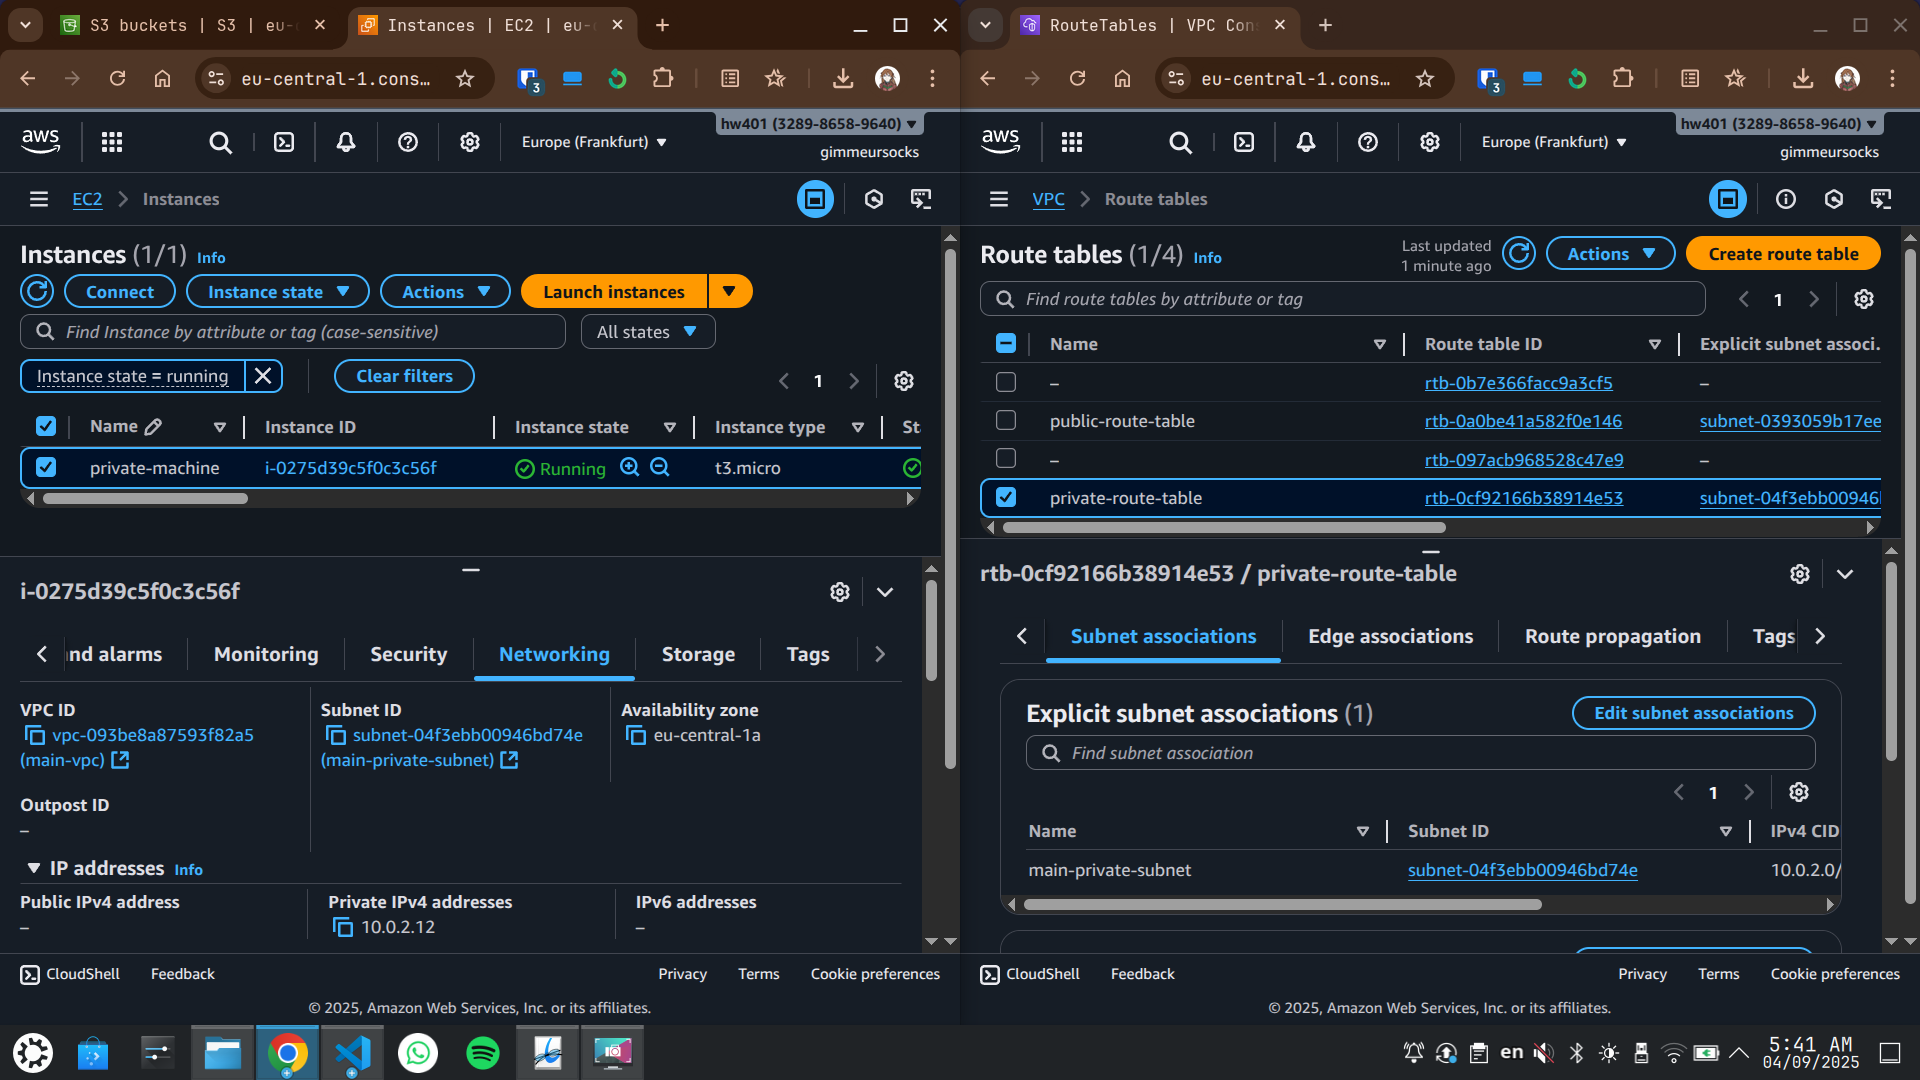 S3 buckets | S3 | eu-
Instances | EC2 | eu-
eu-central-1.cons...
3
aws
Europe (Frankfurt)
hw401 (3289-8658-9640)
gimmeursocks
EC2
Instances
Instances (1/1) Info
Connect
Instance state
Actions
Launch instances
Find Instance by attribute or tag (case-sensitive)
All states
Instance state = running
Clear filters
1
Name
Instance ID
Instance state
Instance type
St
private-machine
i-0275d39c5f0c3c56f
Running
t3.micro
i-0275d39c5f0c3c56f
nd alarms
Monitoring
Security
Networking
Storage
Tags
VPC ID
vpc-093be8a87593f82a5
(main-vpc)
Subnet ID
subnet-04f3ebb00946bd74e
(main-private-subnet)
Availability zone
eu-central-1a
Outpost ID
–
IP addresses Info
Public IPv4 address
–
Private IPv4 addresses
10.0.2.12
IPv6 addresses
–
CloudShell
Feedback
Privacy
Terms
Cookie preferences
© 2025, Amazon Web Services, Inc. or its affiliates.
RouteTables | VPC Con
eu-central-1.cons...
3
aws
Europe (Frankfurt)
hw401 (3289-8658-9640)
gimmeursocks
VPC
Route tables
Route tables (1/4) Info
Last updated
1 minute ago
Actions
Create route table
Find route tables by attribute or tag
1
Name
Route table ID
Explicit subnet associ.
–
rtb-0b7e366facc9a3cf5
–
public-route-table
rtb-0a0be41a582f0e146
subnet-0393059b17ee
–
rtb-097acb968528c47e9
–
private-route-table
rtb-0cf92166b38914e53
subnet-04f3ebb00946
rtb-0cf92166b38914e53 / private-route-table
Subnet associations
Edge associations
Route propagation
Tags
Explicit subnet associations (1)
Edit subnet associations
Find subnet association
1
Name
Subnet ID
IPv4 CID
main-private-subnet
subnet-04f3ebb00946bd74e
10.0.2.0/
CloudShell
Feedback
Privacy
Terms
Cookie preferences
© 2025, Amazon Web Services, Inc. or its affiliates.
en
5:41 AM
04/09/2025